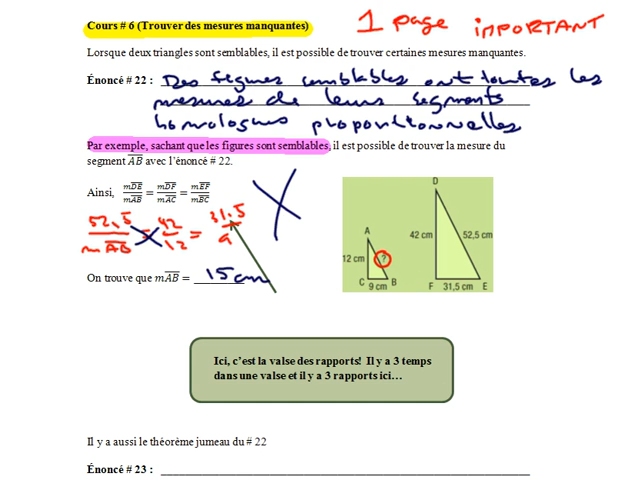 Cours # 6 (Trouver des mesures manquantes)
1 page IMPORTANT
Lorsque deux triangles sont semblables, il est possible de trouver certaines mesures manquantes.
Énoncé # 22 : Des figures semblables ont toutes les
mesures de leurs segments
homologues proportionnelles
Par exemple, sachant que les figures sont semblables, il est possible de trouver la mesure du
segment AB avec l'énoncé # 22.
Ainsi, mDE/mAB = mDF/mAC = mEF/mBC
52,5/mAB = 42/12 = 31.5/9
On trouve que mAB = 15 cm
D
A
42 cm
52,5 cm
12 cm
?
C
B
9 cm
F
31,5 cm
E
Ici, c'est la valse des rapports! Il y a 3 temps
dans une valse et il y a 3 rapports ici…
Il y a aussi le théorème jumeau du # 22
Énoncé # 23 :